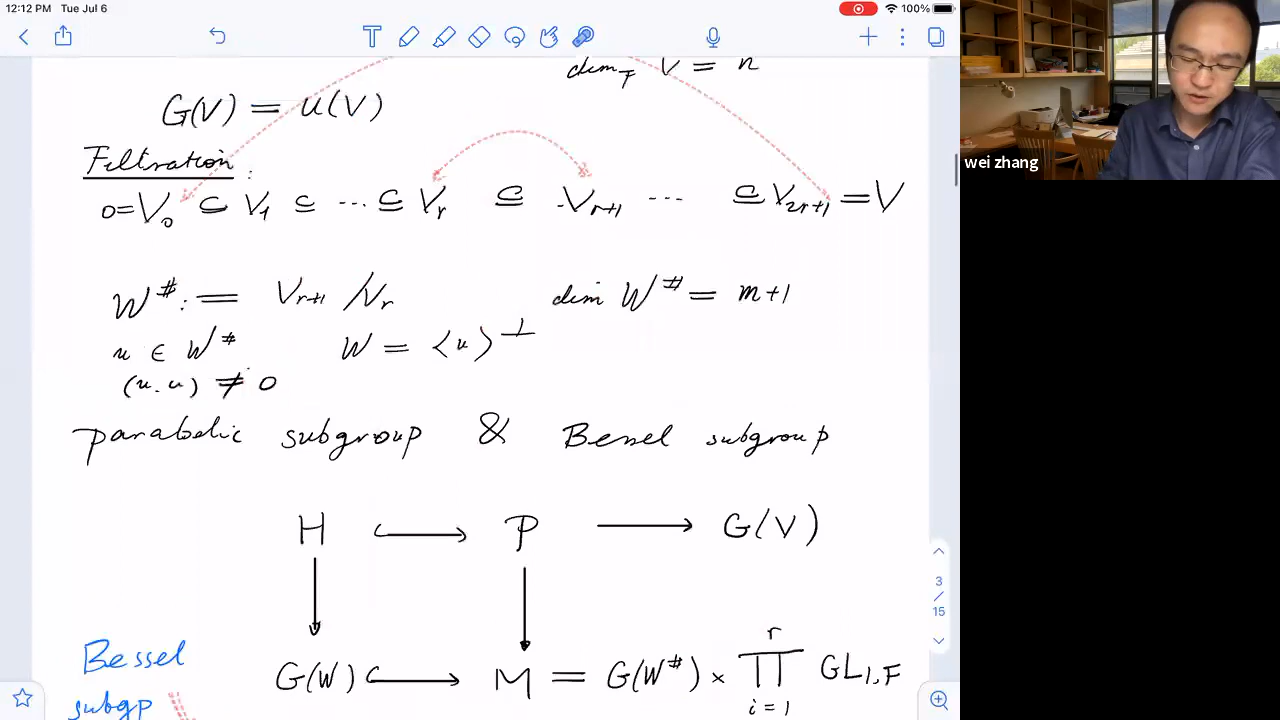 12:12 PM Tue Jul 6
100%
dim_F V = n
G(V) = U(V)
Filtration :
0=V_0 ⊆ V_1 ⊆ ... ⊆ V_r ⊆ V_{r+1} ... ⊆ V_{2r+1} = V
W^# := V_{r+1} / V_r dim W^# = m+1
u ∈ W^# W = ⟨u⟩^⊥
(u.u) ≠ 0
parabolic subgroup & Bessel subgroup
H ↪ P → G(V)
G(W) ↪ M = G(W^#) × ∏_{i=1}^{r} GL_{1,F}
Bessel
subgp
3
/
15
wei zhang